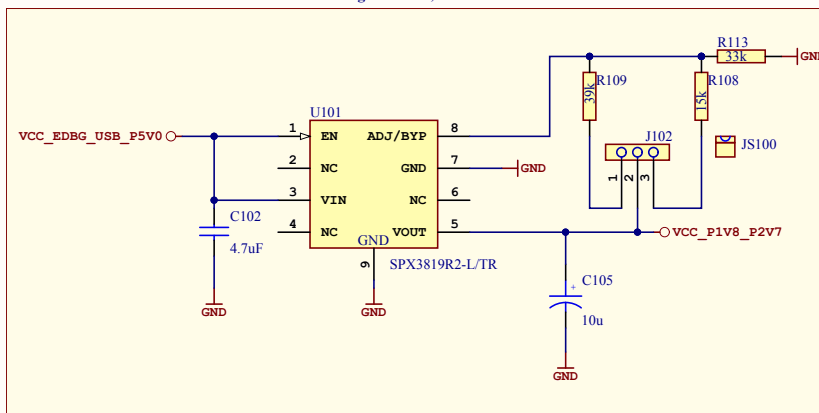 R113
33k
GND
R109
39k
R108
15k
U101
VCC_EDBG_USB_P5V0
1
EN
ADJ/BYP
8
J102
JS100
2
NC
GND
7
GND
1
2
3
3
VIN
NC
6
C102
4.7uF
4
NC
VOUT
5
VCC_P1V8_P2V7
GND
9
SPX3819R2-L/TR
C105
+
10u
GND
GND
GND